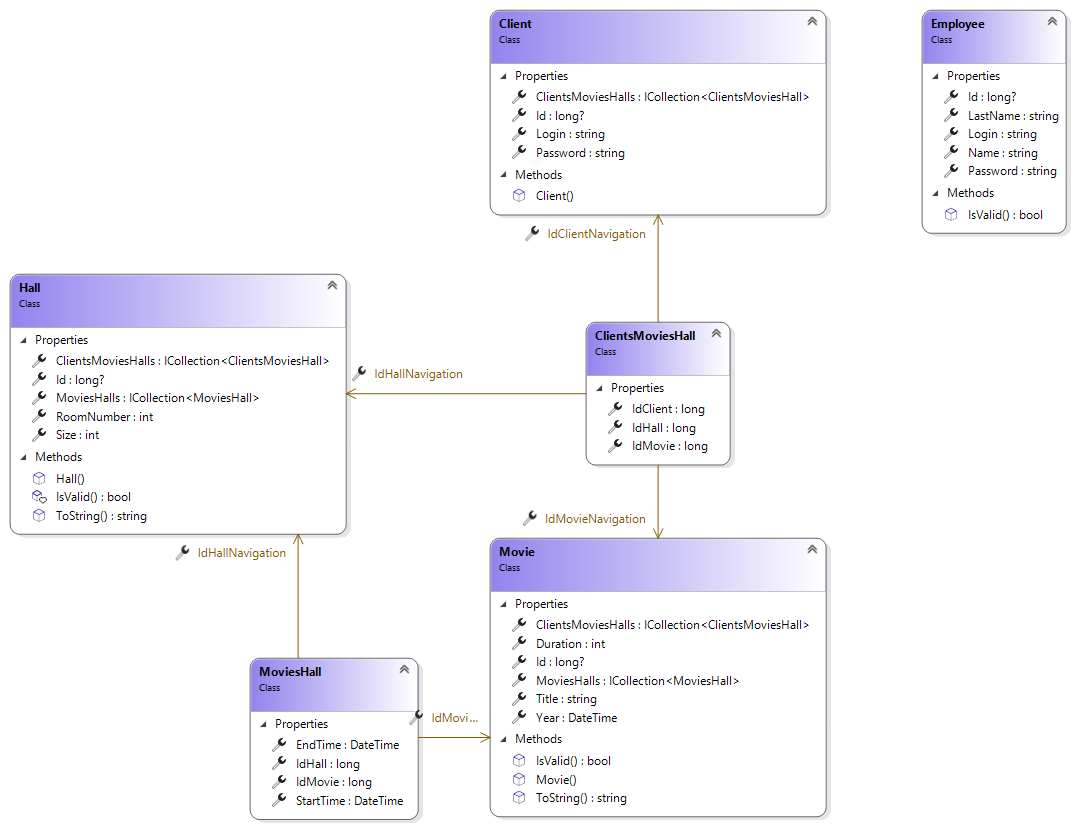 Client
Class
Properties
ClientsMoviesHalls : ICollection<ClientsMoviesHall>
Id : long?
Login : string
Password : string
Methods
Client()
Employee
Class
Properties
Id : long?
LastName : string
Login : string
Name : string
Password : string
Methods
IsValid() : bool
IdClientNavigation
Hall
Class
Properties
ClientsMoviesHalls : ICollection<ClientsMoviesHall>
Id : long?
MoviesHalls : ICollection<MoviesHall>
RoomNumber : int
Size : int
Methods
Hall()
IsValid() : bool
ToString() : string
IdHallNavigation
ClientsMoviesHall
Class
Properties
IdClient : long
IdHall : long
IdMovie : long
IdMovieNavigation
IdHallNavigation
Movie
Class
Properties
ClientsMoviesHalls : ICollection<ClientsMoviesHall>
Duration : int
Id : long?
MoviesHalls : ICollection<MoviesHall>
Title : string
Year : DateTime
Methods
IsValid() : bool
Movie()
ToString() : string
MoviesHall
Class
Properties
EndTime : DateTime
IdHall : long
IdMovie : long
StartTime : DateTime
IdMovi...